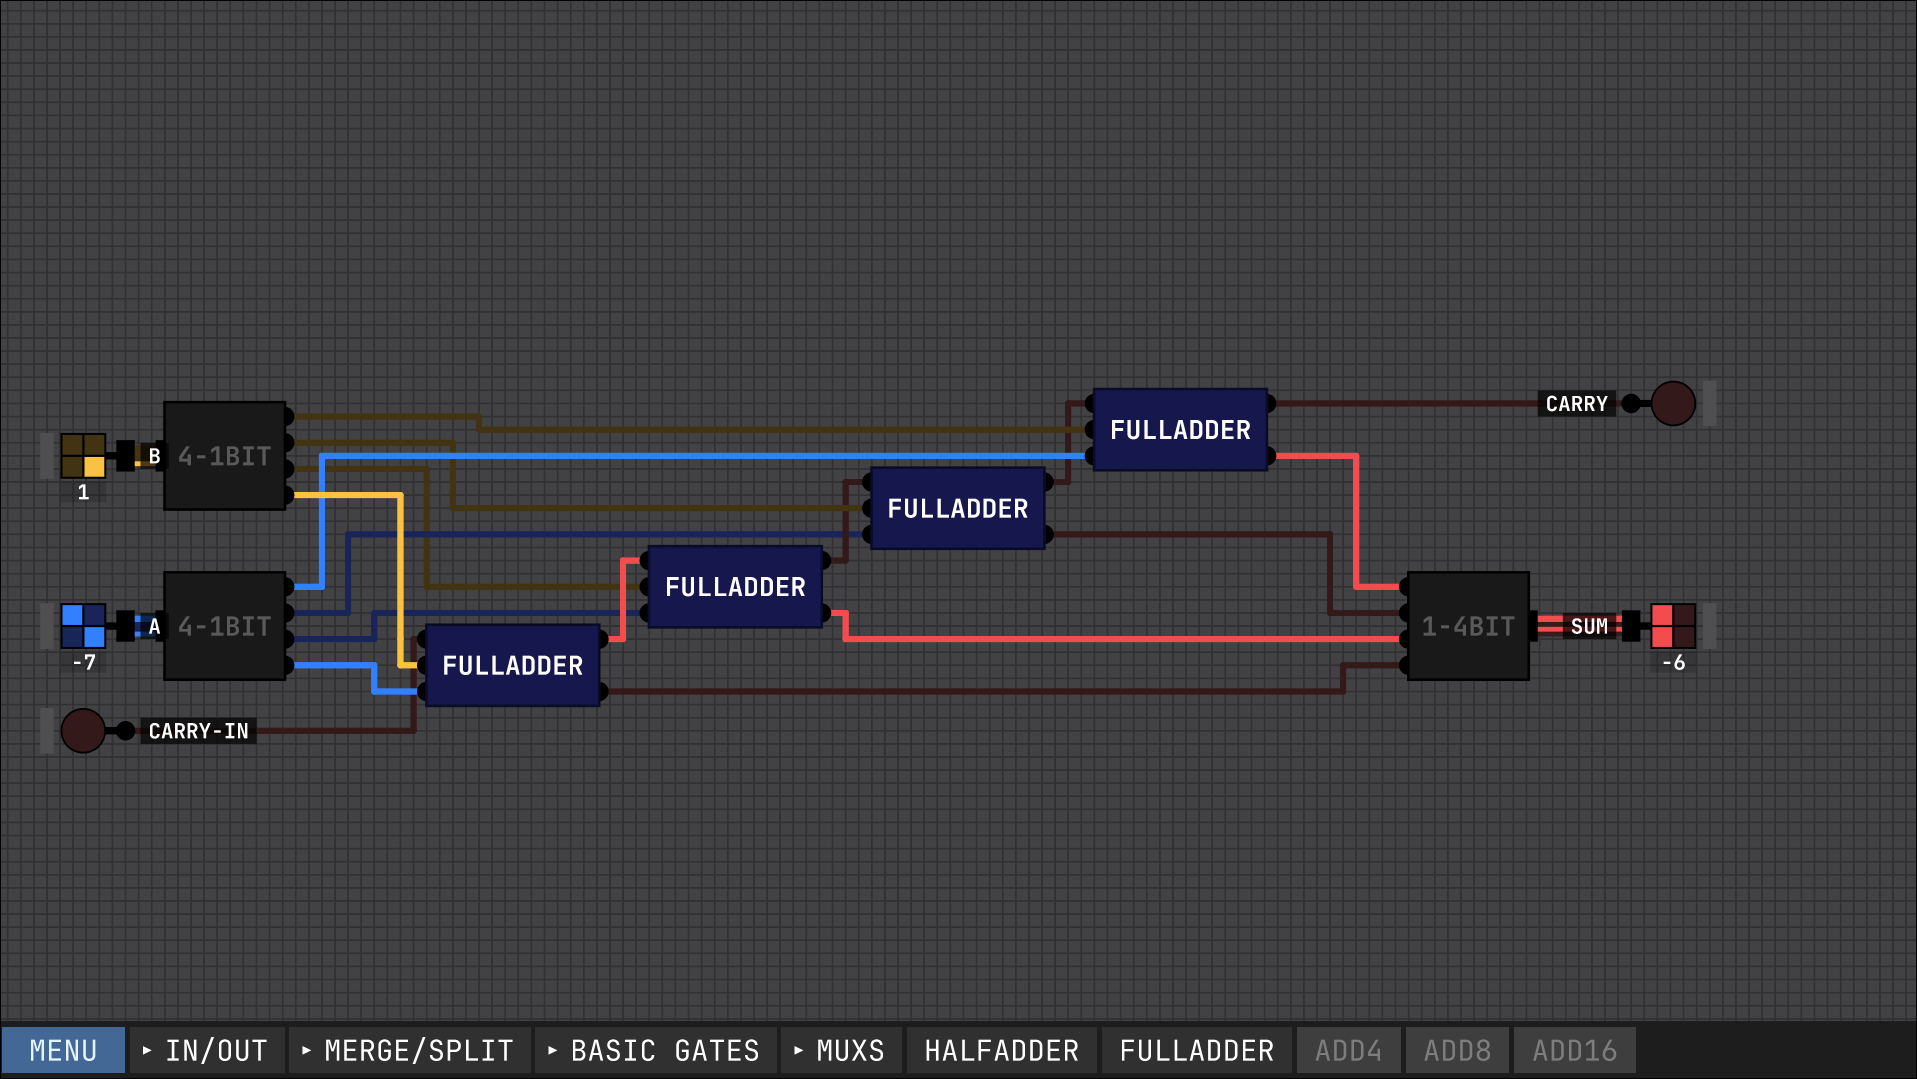 FULLADDER
CARRY
B
4-1BIT
1
FULLADDER
FULLADDER
A
4-1BIT
-7
FULLADDER
1-4BIT
SUM
-6
CARRY-IN
MENU
IN/OUT
MERGE/SPLIT
BASIC GATES
MUXS
HALFADDER
FULLADDER
ADD4
ADD8
ADD16